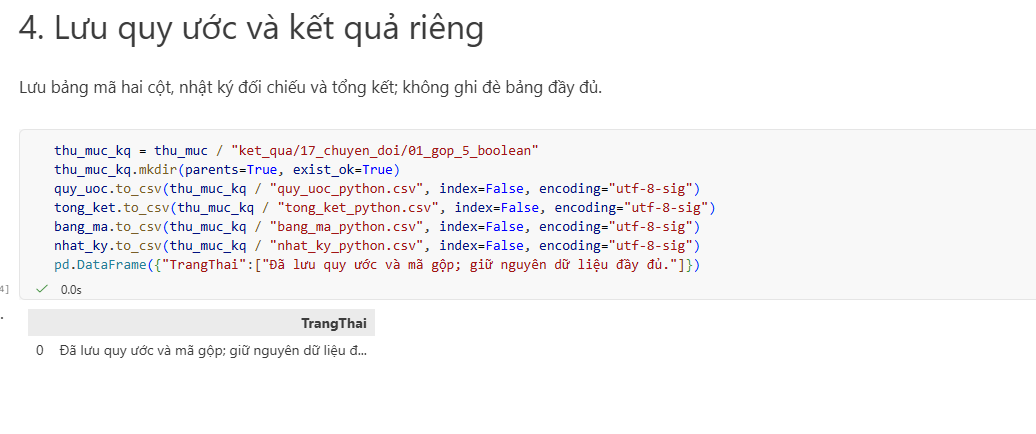 4. Lưu quy ước và kết quả riêng
Lưu bảng mã hai cột, nhật ký đối chiếu và tổng kết; không ghi đè bảng đầy đủ.
thu_muc_kq = thu_muc / "ket_qua/17_chuyen_doi/01_gop_5_boolean"
thu_muc_kq.mkdir(parents=True, exist_ok=True)
quy_uoc.to_csv(thu_muc_kq / "quy_uoc_python.csv", index=False, encoding="utf-8-sig")
tong_ket.to_csv(thu_muc_kq / "tong_ket_python.csv", index=False, encoding="utf-8-sig")
bang_ma.to_csv(thu_muc_kq / "bang_ma_python.csv", index=False, encoding="utf-8-sig")
nhat_ky.to_csv(thu_muc_kq / "nhat_ky_python.csv", index=False, encoding="utf-8-sig")
pd.DataFrame({"TrangThai":["Đã lưu quy ước và mã gộp; giữ nguyên dữ liệu đầy đủ."]})
4] 0.0s
TrangThai
0 Đã lưu quy ước và mã gộp; giữ nguyên dữ liệu đ...